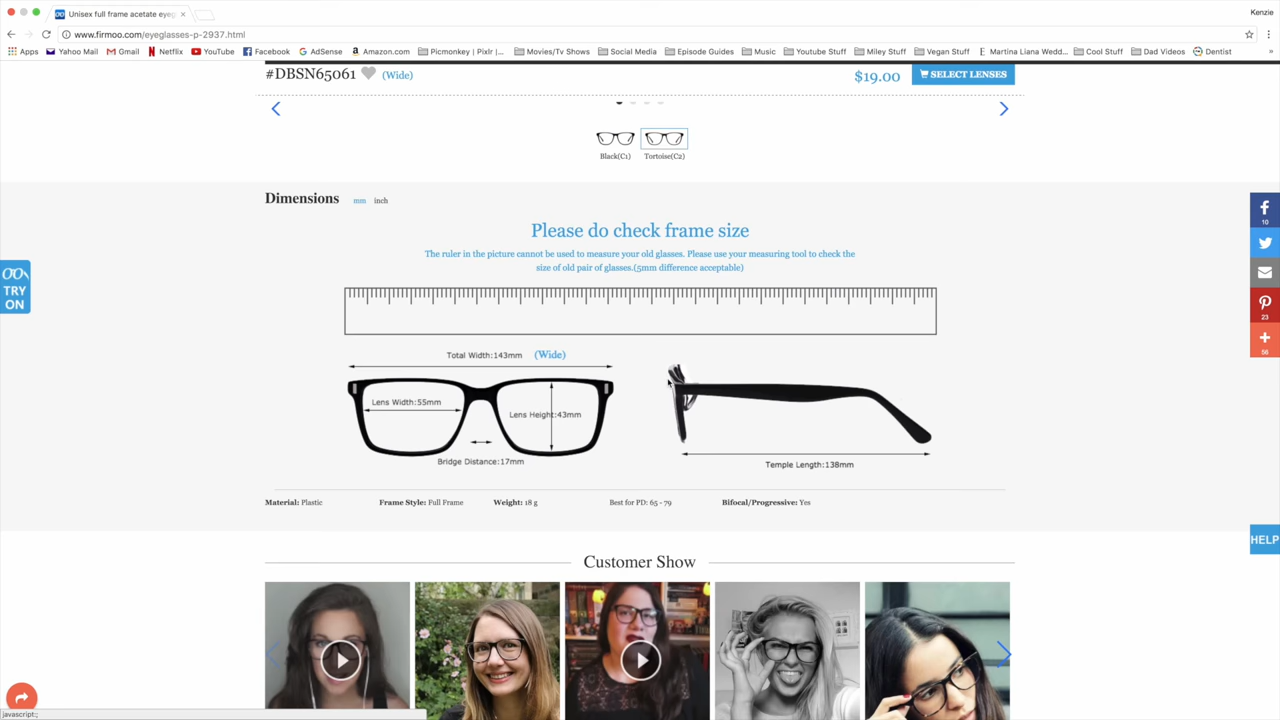 Unisex full frame acetate eyeg
Kenzie
www.firmoo.com/eyeglasses-p-2937.html
Apps Yahoo Mail Gmail Netflix YouTube Facebook AdSense Amazon.com Picmonkey | Pixlr |... Movies/Tv Shows Social Media Episode Guides Music Youtube Stuff Miley Stuff Vegan Stuff Martina Liana Wedd... Cool Stuff Dad Videos Dentist »
#DBSN65061 (Wide) $19.00 SELECT LENSES
Black(C1) Tortoise(C2)
Dimensions mm inch
Please do check frame size
The ruler in the picture cannot be used to measure your old glasses. Please use your measuring tool to check the
size of old pair of glasses.(5mm difference acceptable)
TRY
ON
10
23
56
Total Width:143mm (Wide)
Lens Width:55mm
Lens Height:43mm
Bridge Distance:17mm
Temple Length:138mm
Material: Plastic Frame Style: Full Frame Weight: 18 g Best for PD: 65 - 79 Bifocal/Progressive: Yes
HELP
Customer Show
javascript:;